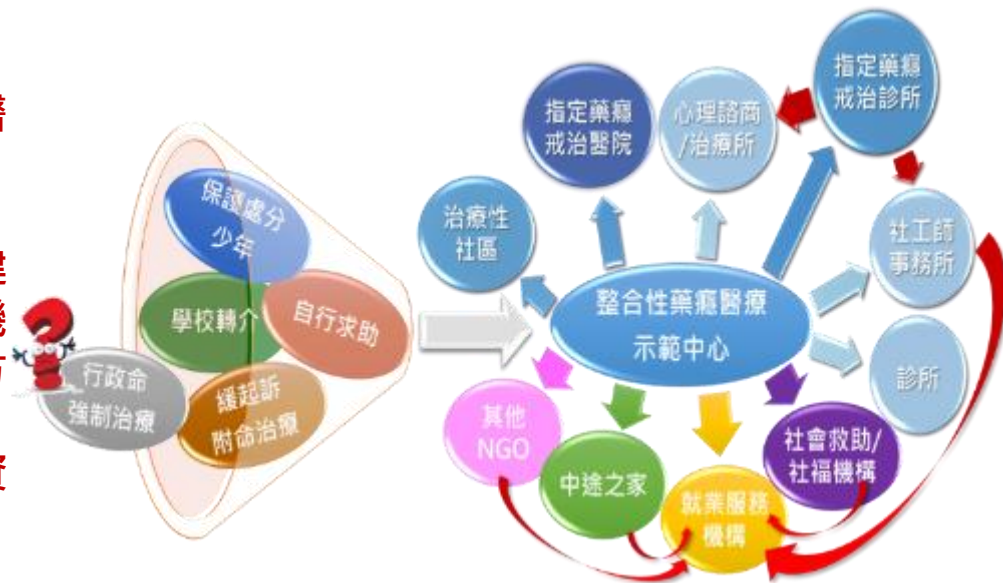 保護處分
少年
學校轉介
自行求助
行政命
強制治療
緩起訴
附命治療
指定藥癮
戒治醫院
心理諮商
/治療所
指定藥癮
戒治診所
治療性
社區
社工師
事務所
整合性藥癮醫療
示範中心
診所
其他
NGO
中途之家
就業服務
機構
社會救助/
社福機構